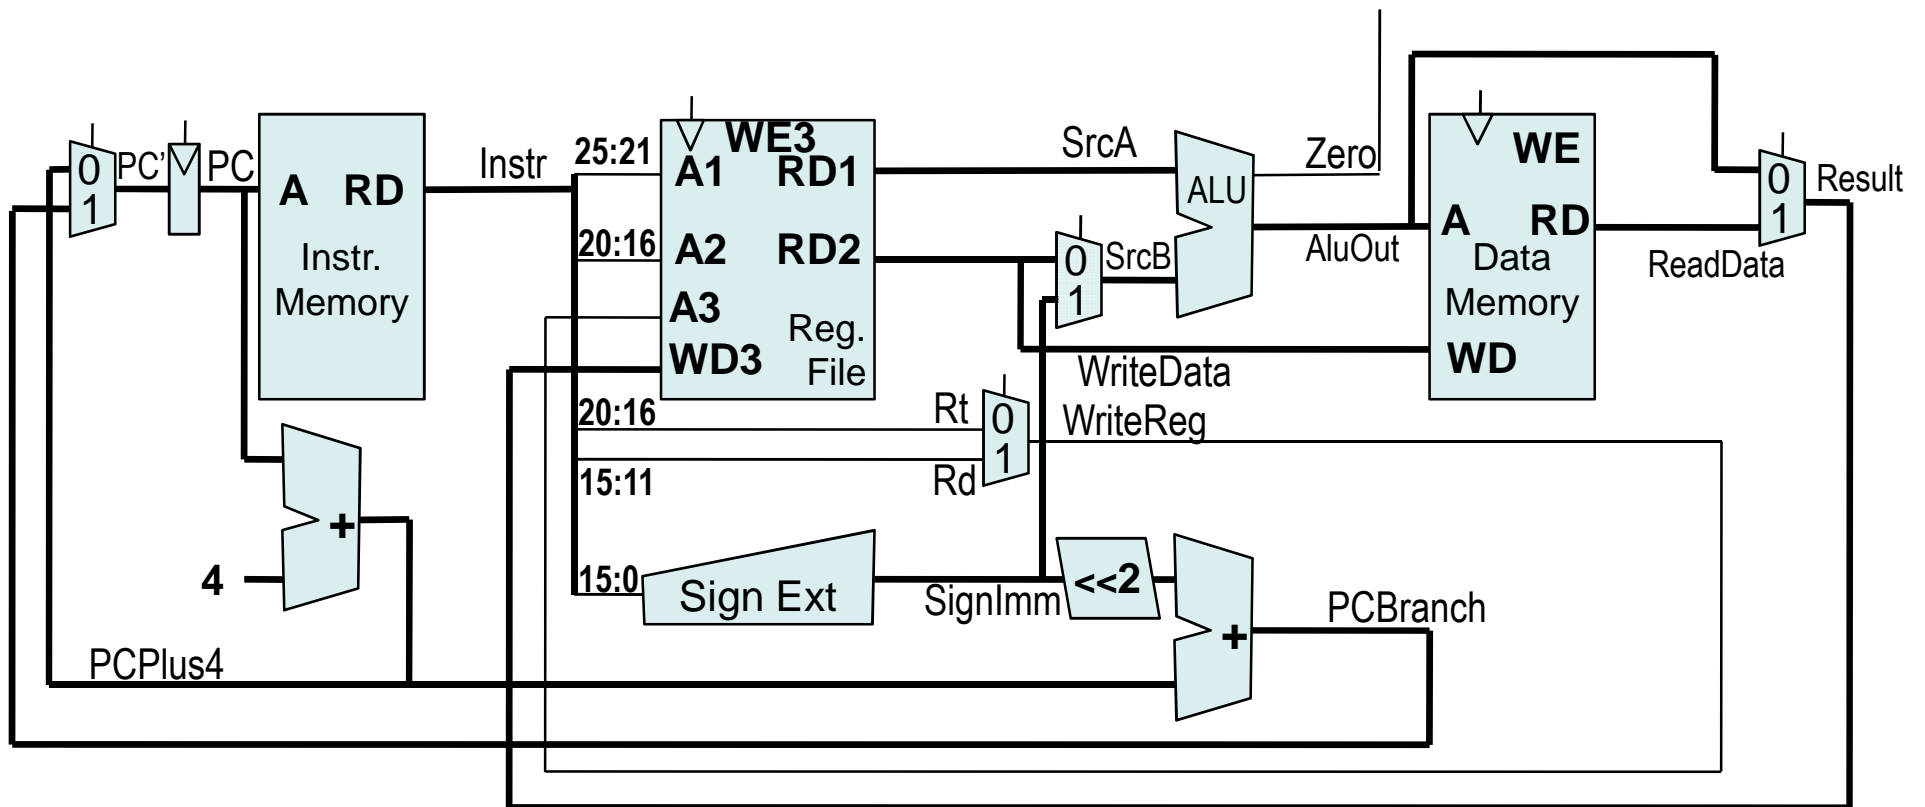 0
1
PC'
PC
A RD
Instr.
Memory
Instr
25:21
20:16
WE3
A1 RD1
A2 RD2
A3
WD3
Reg.
File
SrcA
0
1
SrcB
ALU
Zero
AluOut
WE
A RD
Data
Memory
WD
ReadData
0
1
Result
WriteData
20:16
Rt
0
1
WriteReg
15:11
Rd
+
4
15:0
Sign Ext
SignImm
<<2
+
PCBranch
PCPlus4